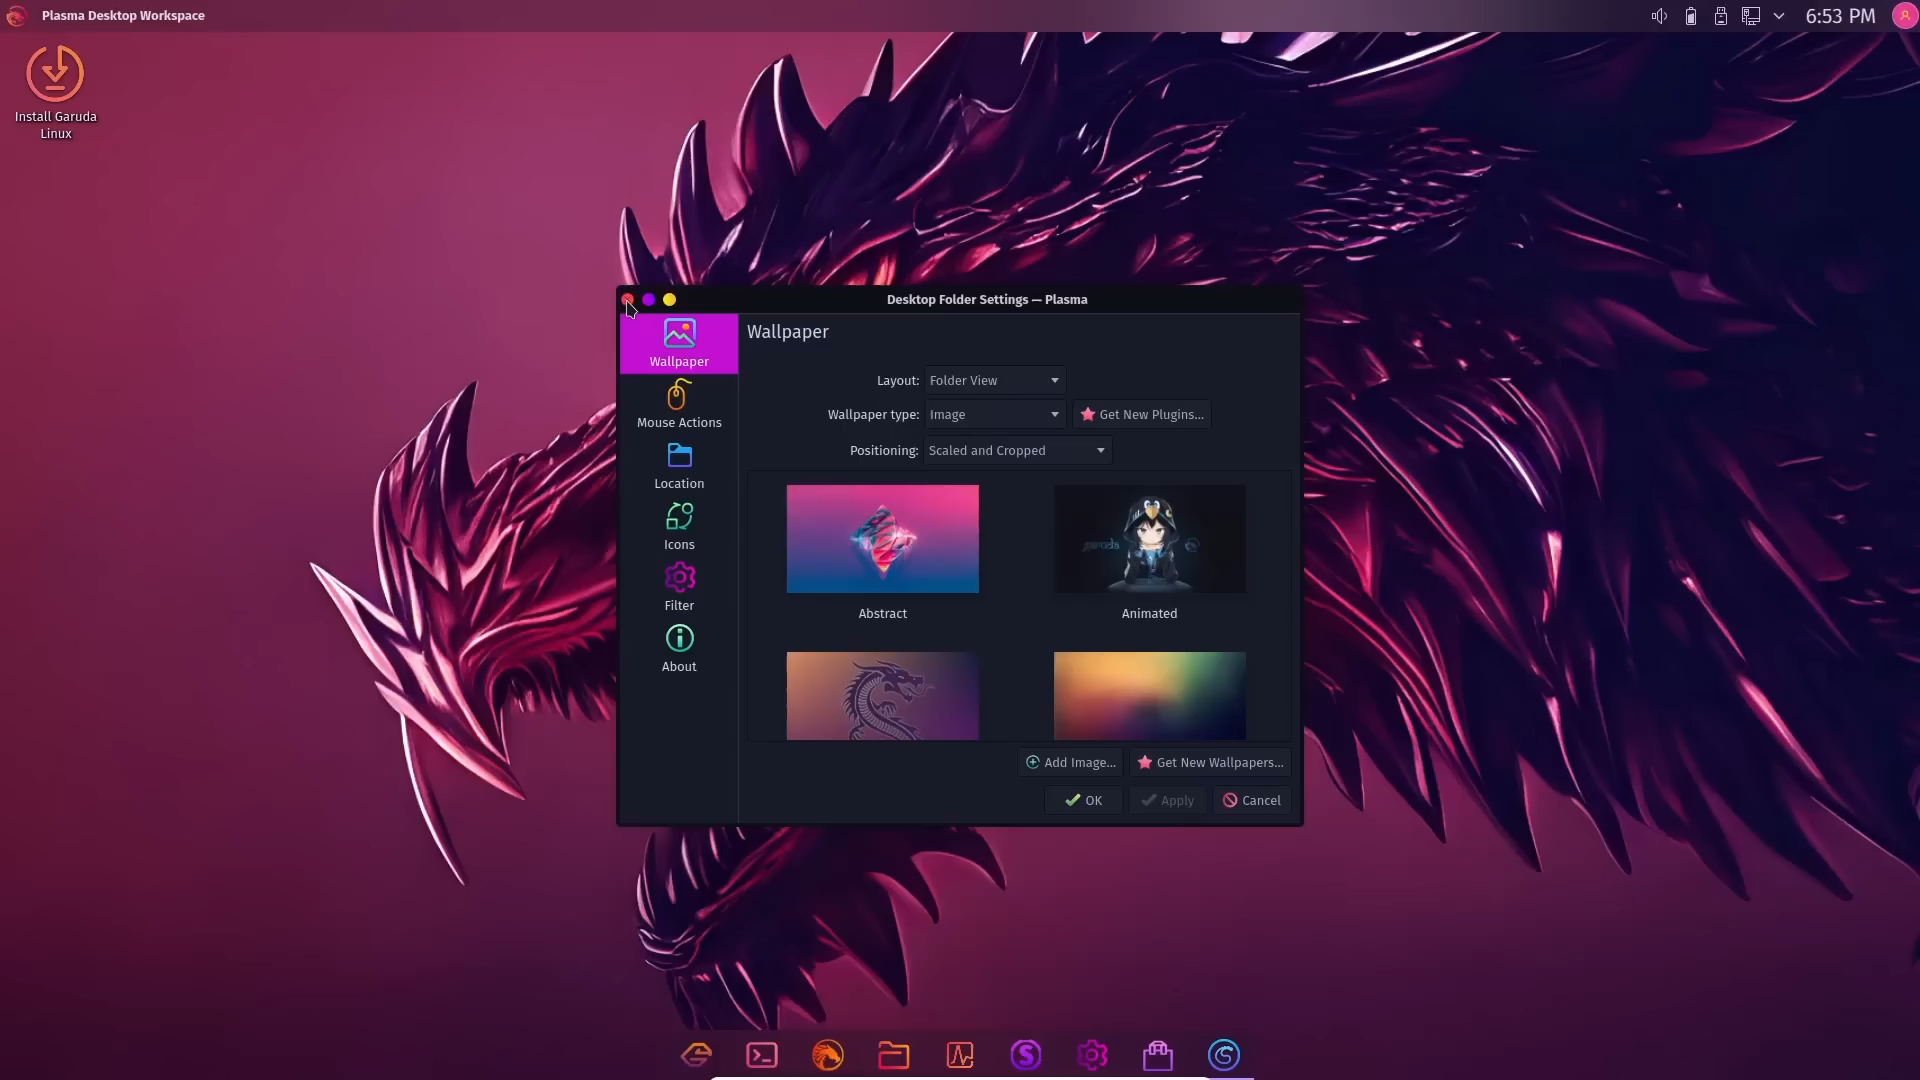 Plasma Desktop Workspace
6:53 PM
Install Garuda
Linux
Desktop Folder Settings — Plasma
Wallpaper
Mouse Actions
Location
Icons
Filter
About
Wallpaper
Layout: Folder View
Wallpaper type: Image Get New Plugins...
Positioning: Scaled and Cropped
garuda
Abstract
Animated
Add Image... Get New Wallpapers...
OK Apply Cancel